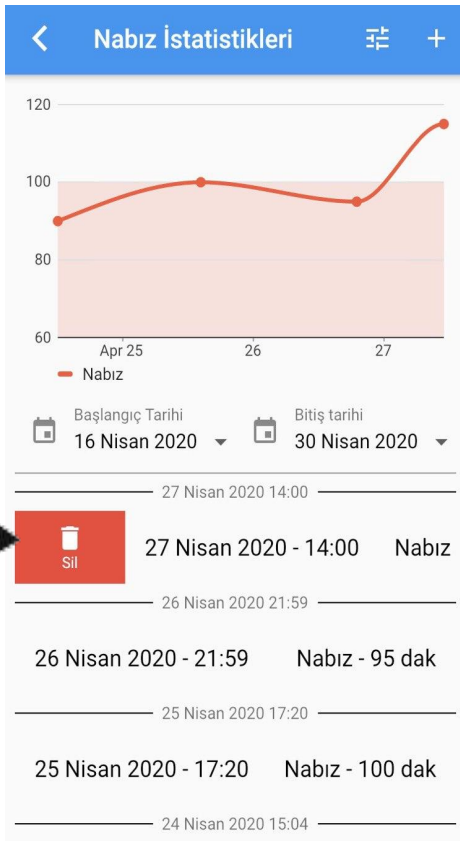 Nabız İstatistikleri
120
100
80
60
Apr 25 26 27
Nabız
Başlangıç Tarihi Bitiş tarihi
16 Nisan 2020 30 Nisan 2020
27 Nisan 2020 14:00
Sil 27 Nisan 2020 - 14:00 Nabız
26 Nisan 2020 21:59
26 Nisan 2020 - 21:59 Nabız - 95 dak
25 Nisan 2020 17:20
25 Nisan 2020 - 17:20 Nabız - 100 dak
24 Nisan 2020 15:04